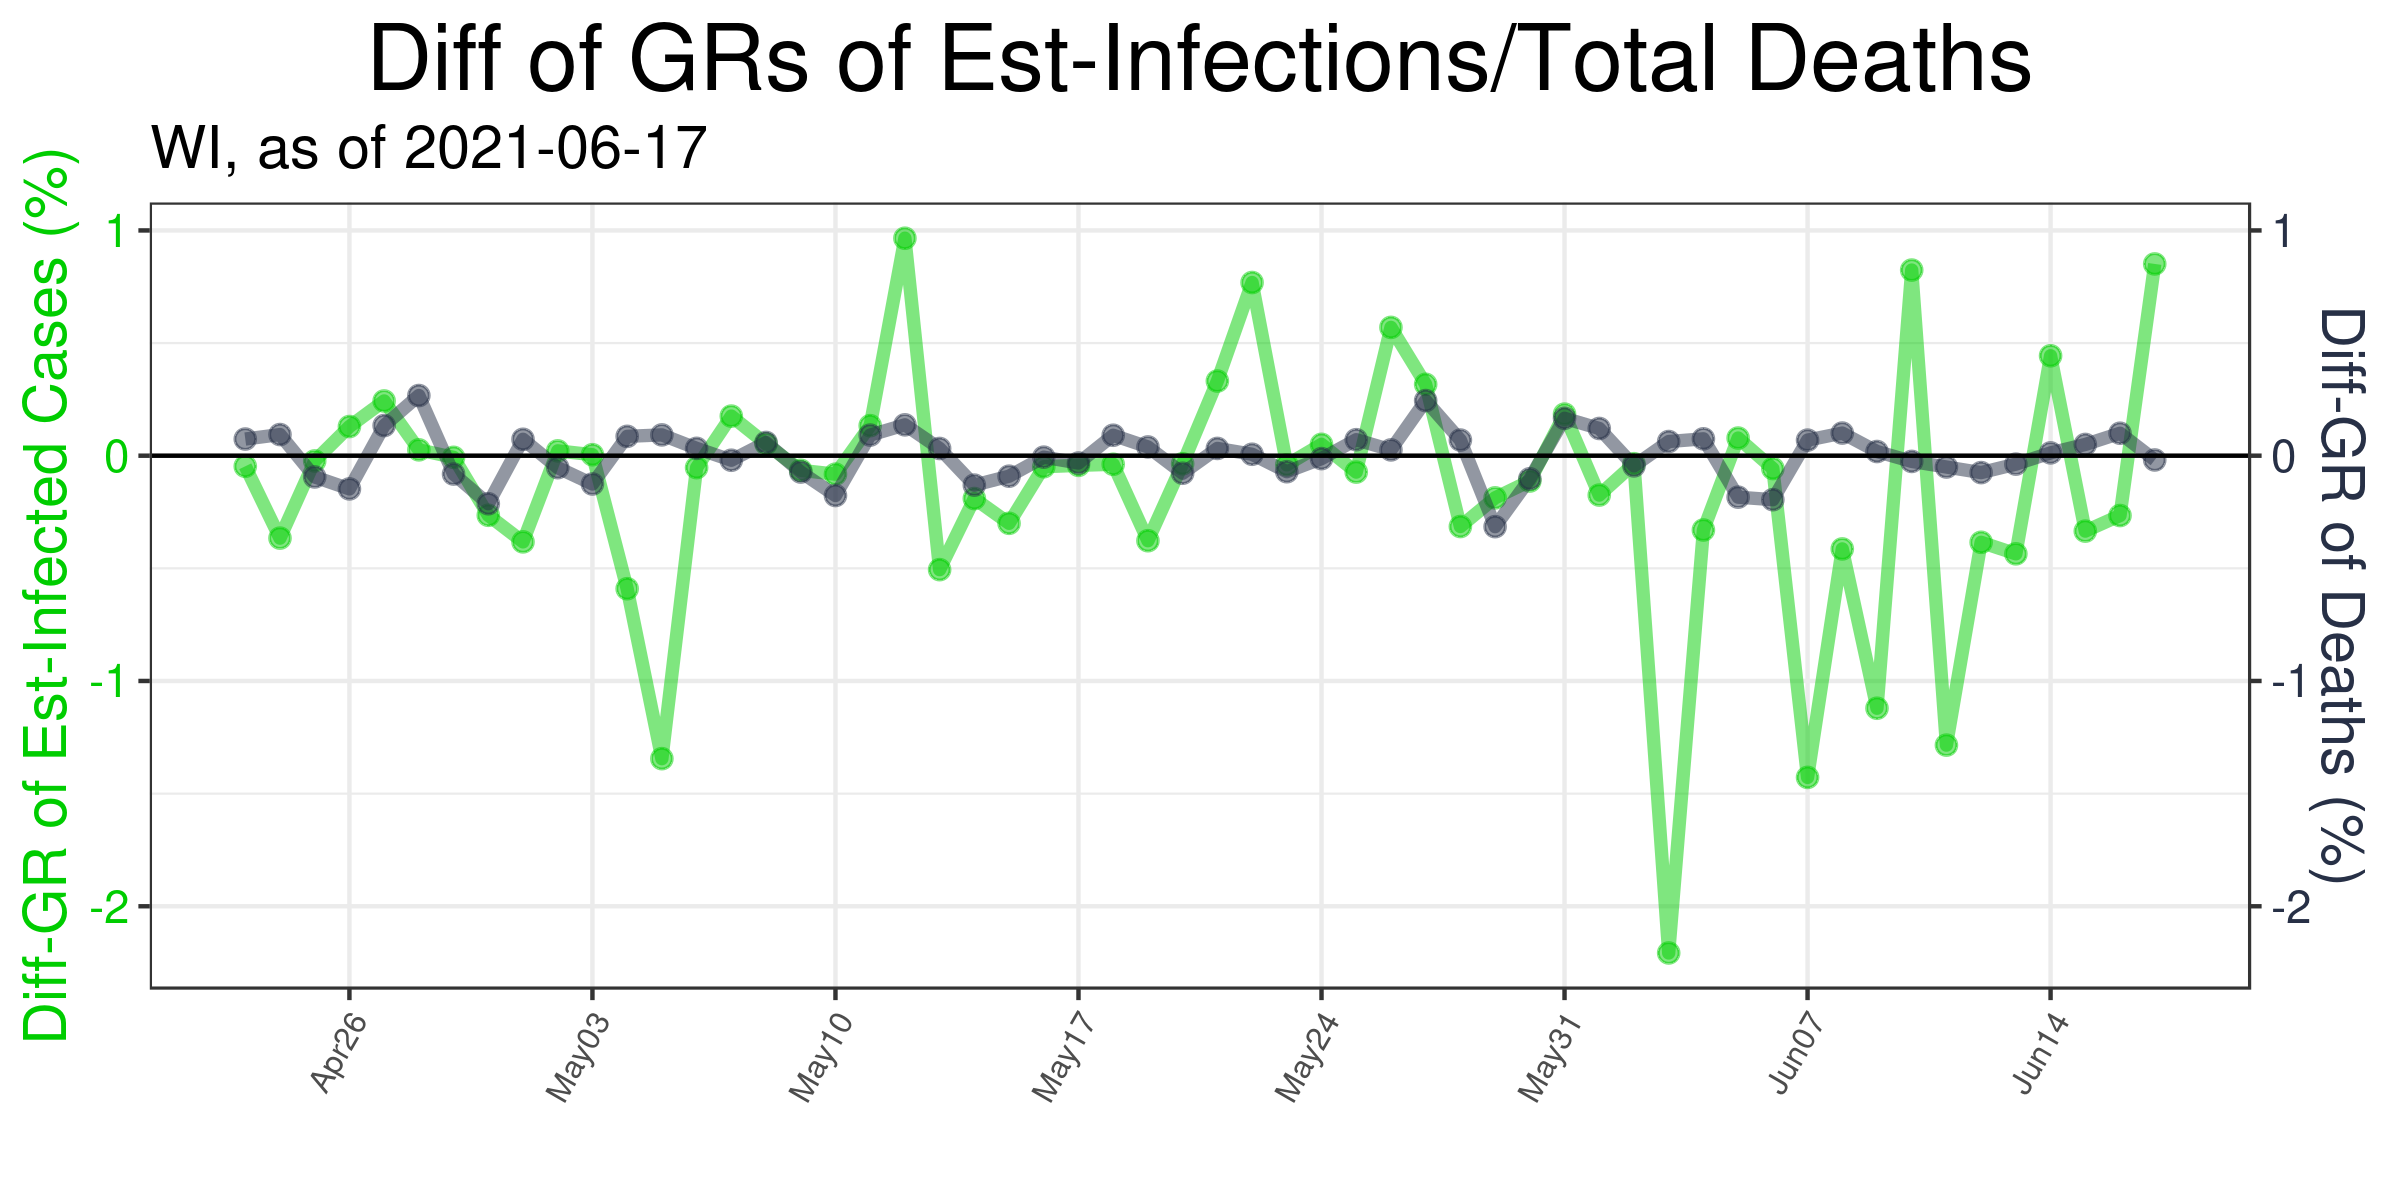 Diff of GRs of Est-Infections/Total Deaths
WI, as of 2021-06-17
Diff-GR of Est-Infected Cases (%)
1
0
-1
-2
1
0
-1
-2
Diff-GR of Deaths (%)
Apr26
May03
May10
May17
May24
May31
Jun07
Jun14